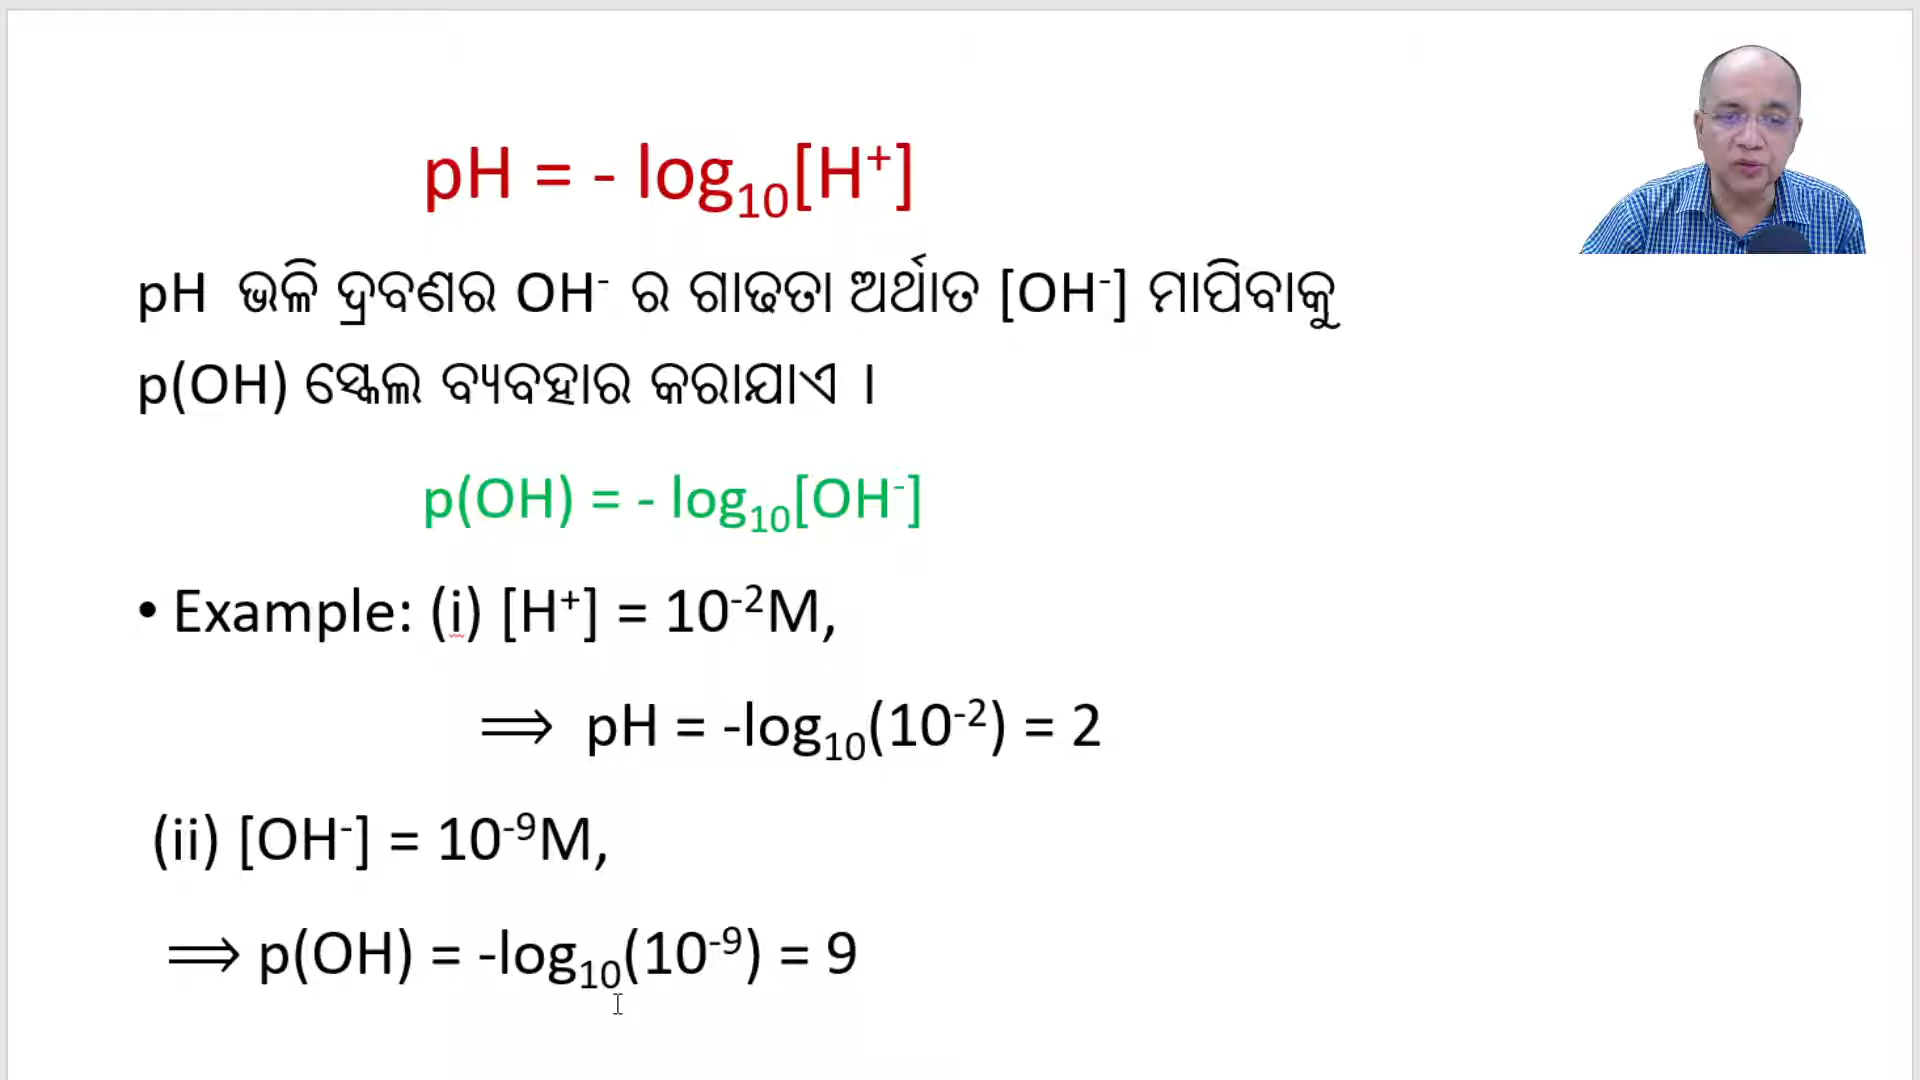 pH = - log₁₀[H⁺]
pH ଭଳି ଦ୍ରବଣର OH⁻ ର ଗାଢତା ଅର୍ଥାତ [OH⁻] ମାପିବାକୁ
p(OH) ସ୍କେଲ ବ୍ୟବହାର କରାଯାଏ ।
p(OH) = - log₁₀[OH⁻]
• Example: (i) [H⁺] = 10⁻²M,
⟹ pH = -log₁₀(10⁻²) = 2
(ii) [OH⁻] = 10⁻⁹M,
⟹ p(OH) = -log₁₀(10⁻⁹) = 9